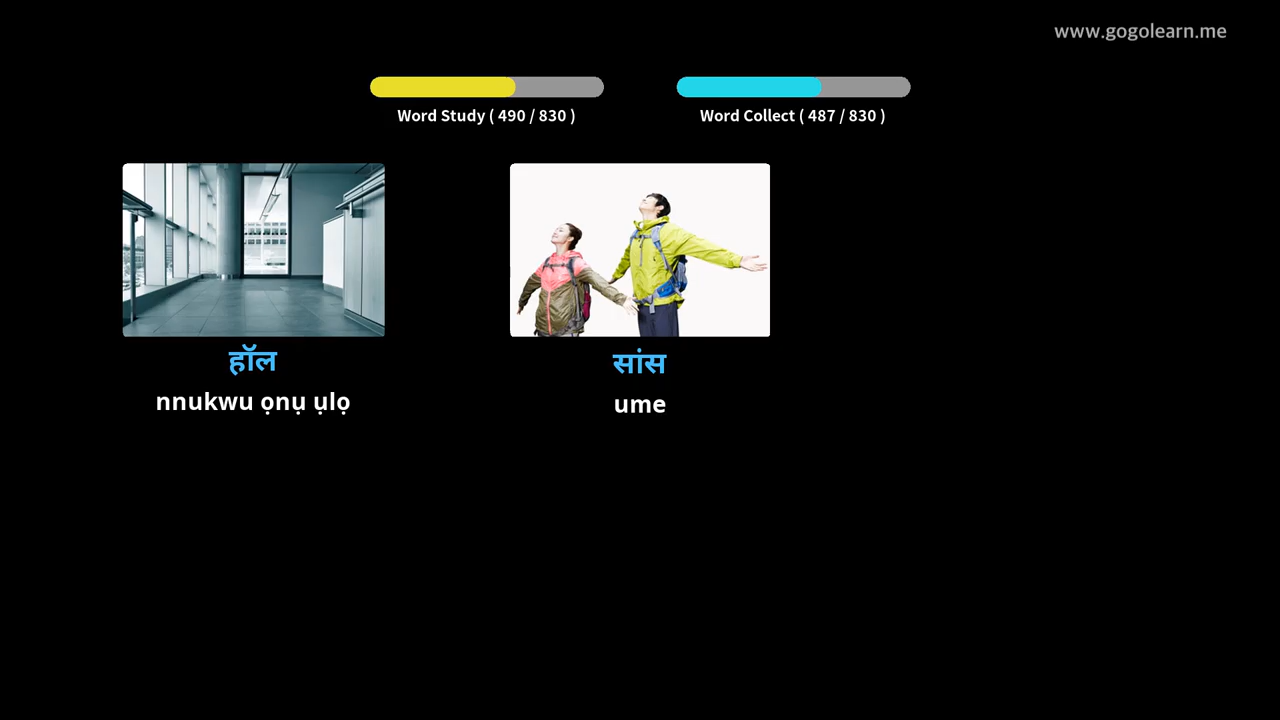 www.gogolearn.me
Word Study ( 490 / 830 )
Word Collect ( 487 / 830 )
हॉल
nnukwu ọnụ ụlọ
सांस
ume